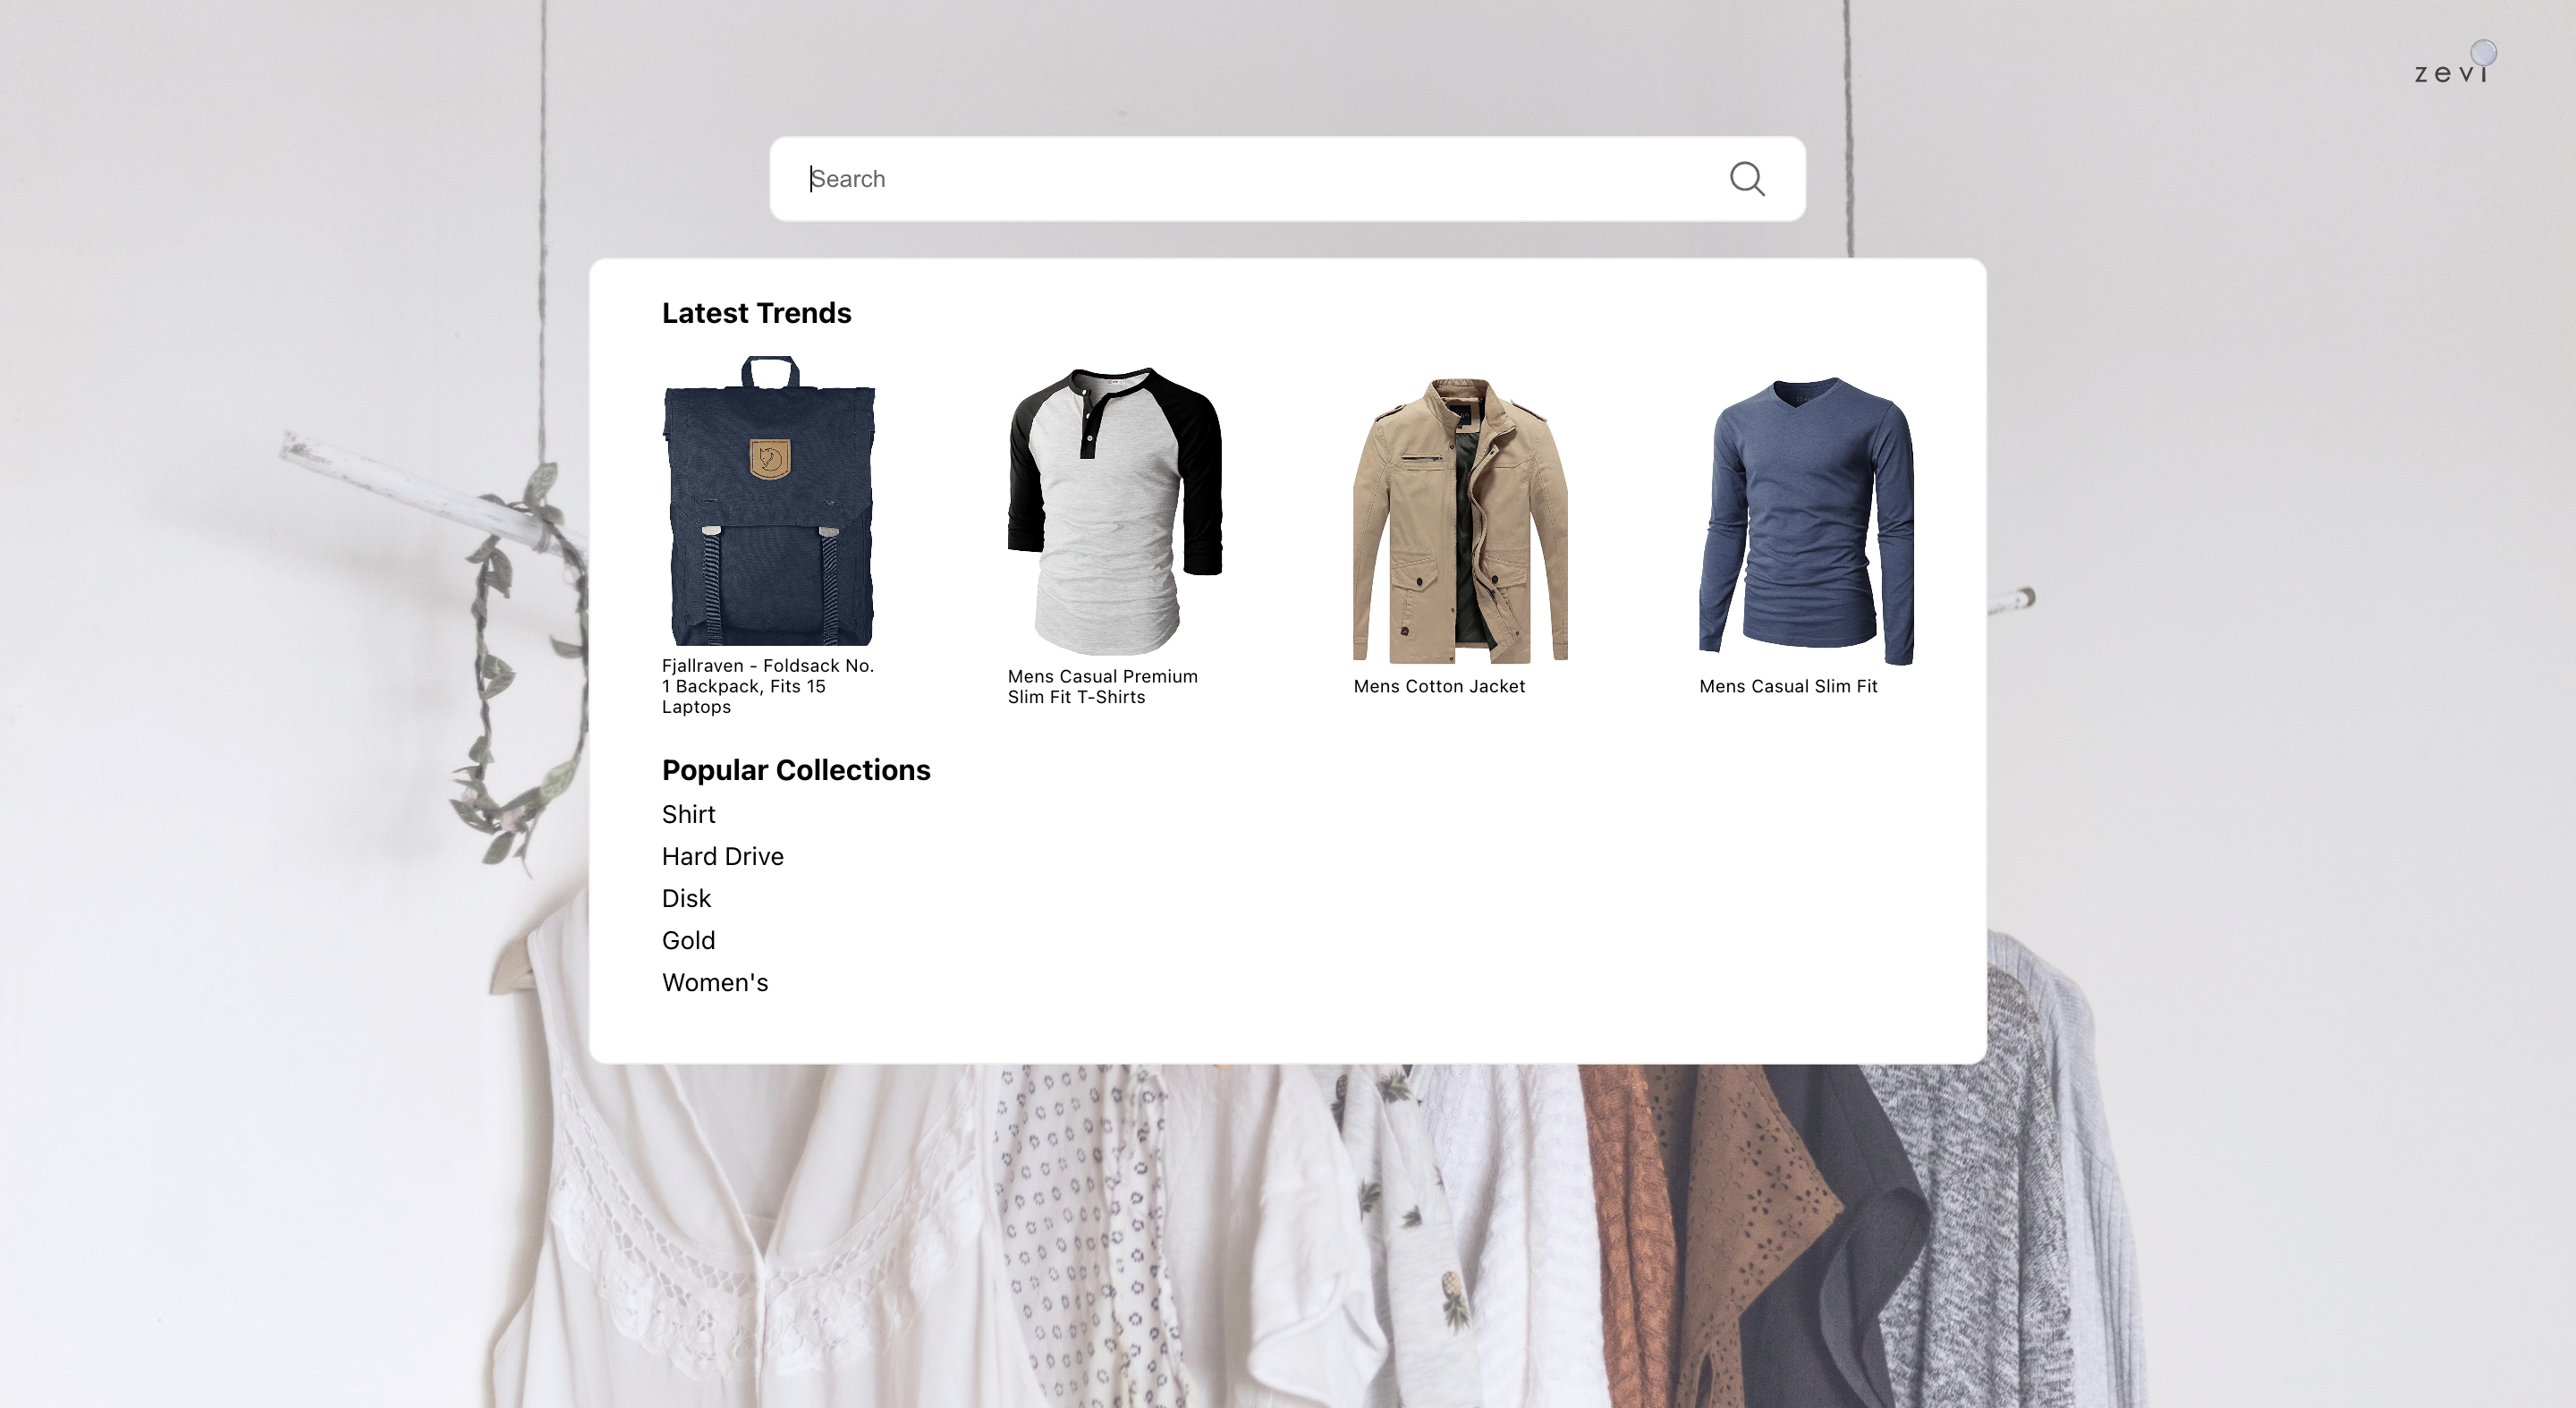 zevi
Search
Latest Trends
Fjallraven - Foldsack No.
1 Backpack, Fits 15
Laptops
Mens Casual Premium
Slim Fit T-Shirts
Mens Cotton Jacket
Mens Casual Slim Fit
Popular Collections
Shirt
Hard Drive
Disk
Gold
Women's